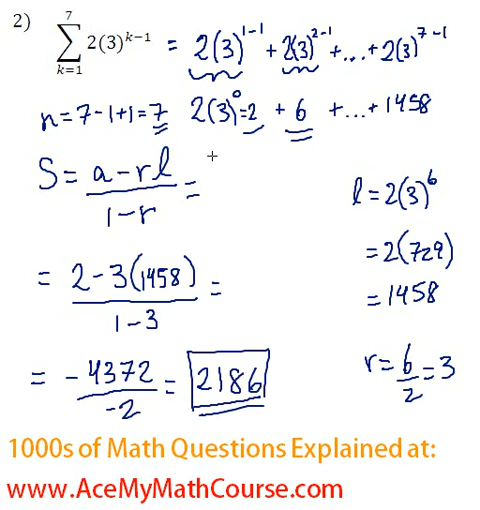 2) ∑_{k=1}^{7} 2(3)^{k−1} = 2(3)^{1-1} + 2(3)^{2-1} + ... + 2(3)^{7-1}
n = 7-1+1 = 7 2(3)^0 = 2 + 6 + ... + 1458
S = (a - rl)/(1 - r) =
l = 2(3)^6
= 2(729)
= 1458
= (2 - 3(1458))/(1 - 3) =
= -4372/-2 = 2186
r = 6/2 = 3
1000s of Math Questions Explained at:
www.AceMyMathCourse.com